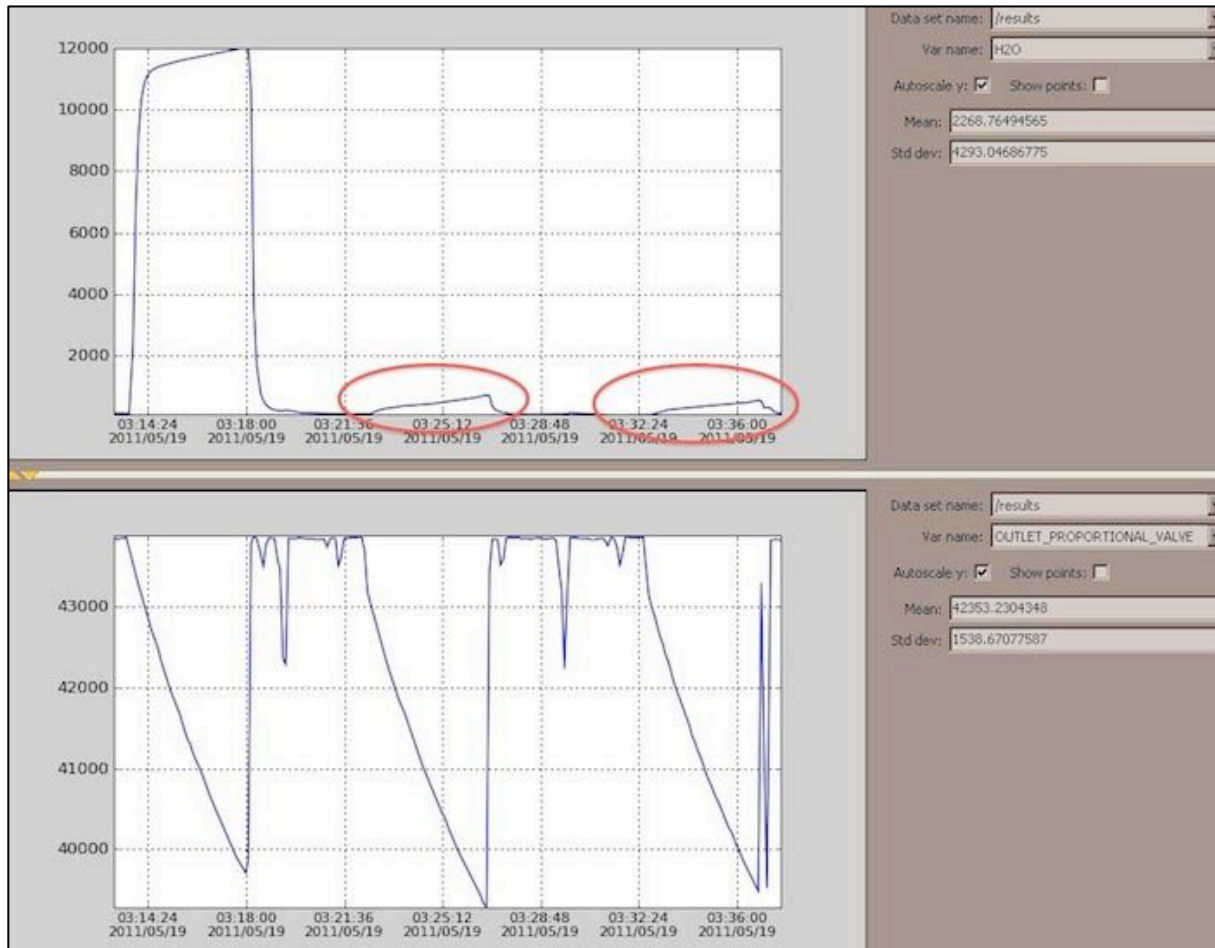 12000
10000
8000
6000
4000
2000
03:14:24 03:18:00 03:21:36 03:25:12 03:28:48 03:32:24 03:36:00
2011/05/19 2011/05/19 2011/05/19 2011/05/19 2011/05/19 2011/05/19 2011/05/19
Data set name: /results
Var name: H2O
Autoscale y: Show points:
Mean: 2268.76494565
Std dev: 4293.04686775
43000
42000
41000
40000
03:14:24 03:18:00 03:21:36 03:25:12 03:28:48 03:32:24 03:36:00
2011/05/19 2011/05/19 2011/05/19 2011/05/19 2011/05/19 2011/05/19 2011/05/19
Data set name: /results
Var name: OUTLET_PROPORTIONAL_VALVE
Autoscale y: Show points:
Mean: 42353.2304348
Std dev: 1538.67077587